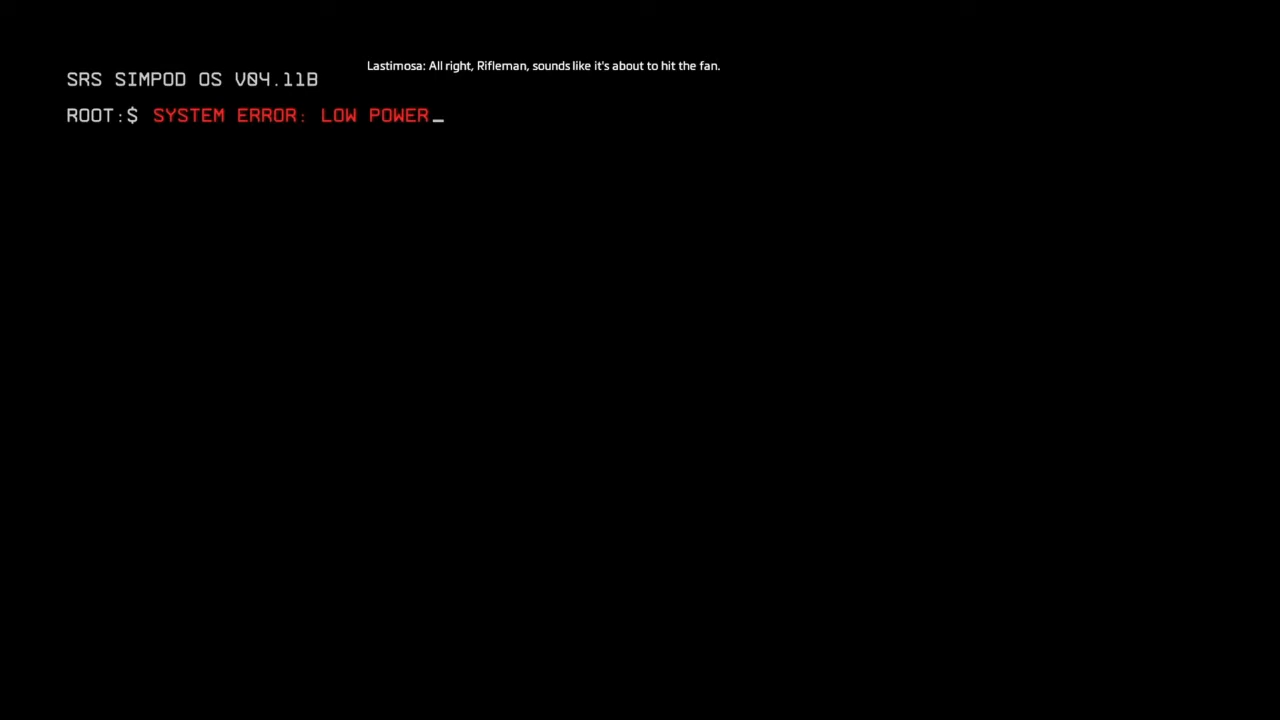 Lastimosa: All right, Rifleman, sounds like it's about to hit the fan.
SRS SIMPOD OS V04.11B
ROOT:$ SYSTEM ERROR: LOW POWER_